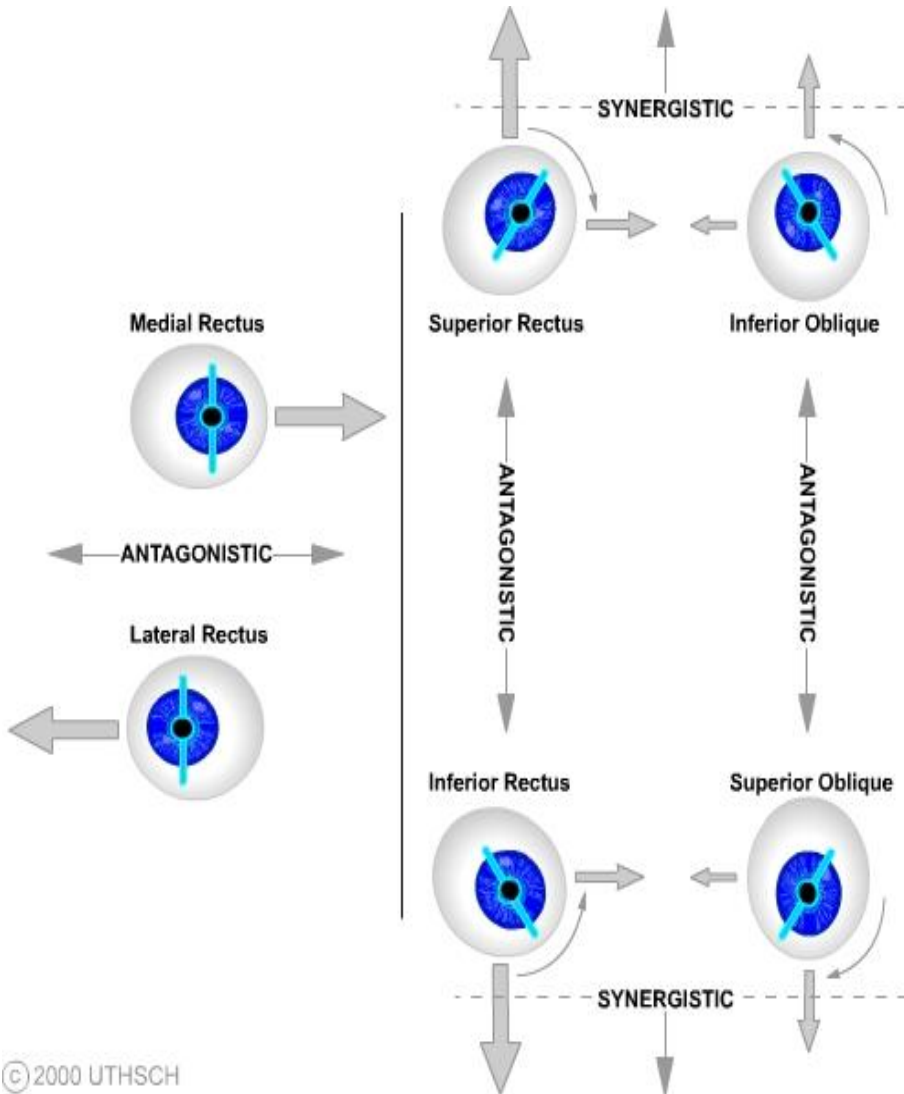 SYNERGISTIC
Medial Rectus
Superior Rectus
Inferior Oblique
ANTAGONISTIC
ANTAGONISTIC
ANTAGONISTIC
Lateral Rectus
Inferior Rectus
Superior Oblique
SYNERGISTIC
© 2000 UTHSCH